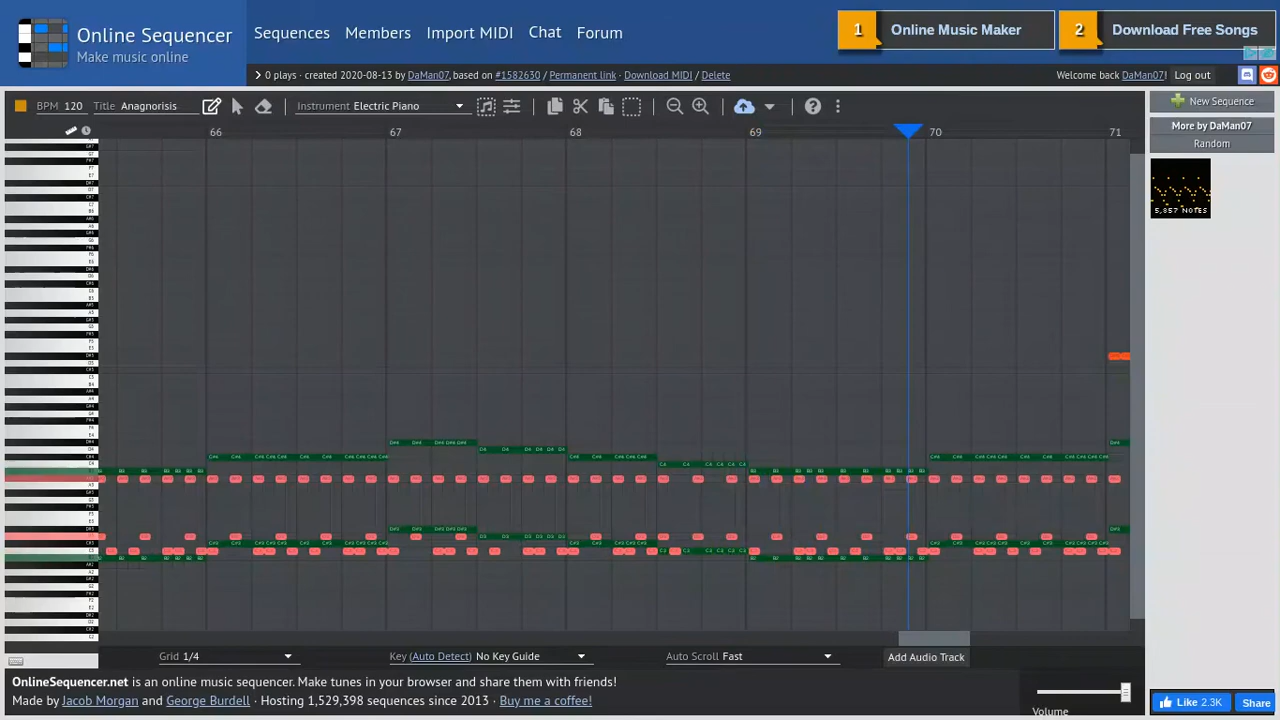 Online Sequencer
Make music online
Sequences Members Import MIDI Chat Forum
1 Online Music Maker
2 Download Free Songs
0 plays · created 2020-08-13 by DaMan07, based on #1582630 / Permanent link · Download MIDI / Delete
Welcome back DaMan07! Log out
BPM 120 Title Anagnorisis
Instrument Electric Piano
New Sequence
More by DaMan07
Random
5,857 NOTES
66 67 68 69 70 71
Grid 1/4
Key (Auto Detect) No Key Guide
Auto Scroll Fast
Add Audio Track
OnlineSequencer.net is an online music sequencer. Make tunes in your browser and share them with friends!
Made by Jacob Morgan and George Burdell · Hosting 1,529,398 sequences since 2013 · Buy me a coffee!
Volume
Like 2.3K
Share